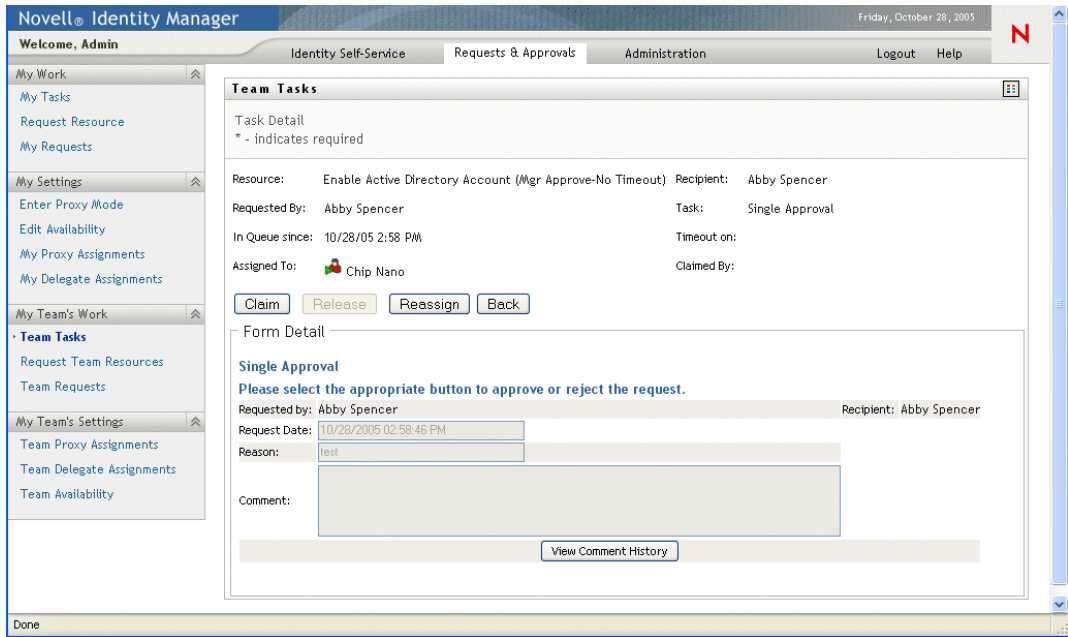 Novell® Identity Manager
Friday, October 28, 2005
N
Welcome, Admin
Identity Self-Service
Requests & Approvals
Administration
Logout
Help
My Work
My Tasks
Request Resource
My Requests
My Settings
Enter Proxy Mode
Edit Availability
My Proxy Assignments
My Delegate Assignments
My Team's Work
Team Tasks
Request Team Resources
Team Requests
My Team's Settings
Team Proxy Assignments
Team Delegate Assignments
Team Availability
Team Tasks
Task Detail
* - indicates required
Resource: Enable Active Directory Account (Mgr Approve-No Timeout) Recipient: Abby Spencer
Requested By: Abby Spencer Task: Single Approval
In Queue since: 10/28/05 2:58 PM Timeout on:
Assigned To: Chip Nano Claimed By:
Claim Release Reassign Back
Form Detail
Single Approval
Please select the appropriate button to approve or reject the request.
Requested by: Abby Spencer Recipient: Abby Spencer
Request Date: 10/28/2005 02:58:46 PM
Reason: test
Comment:
View Comment History
Done